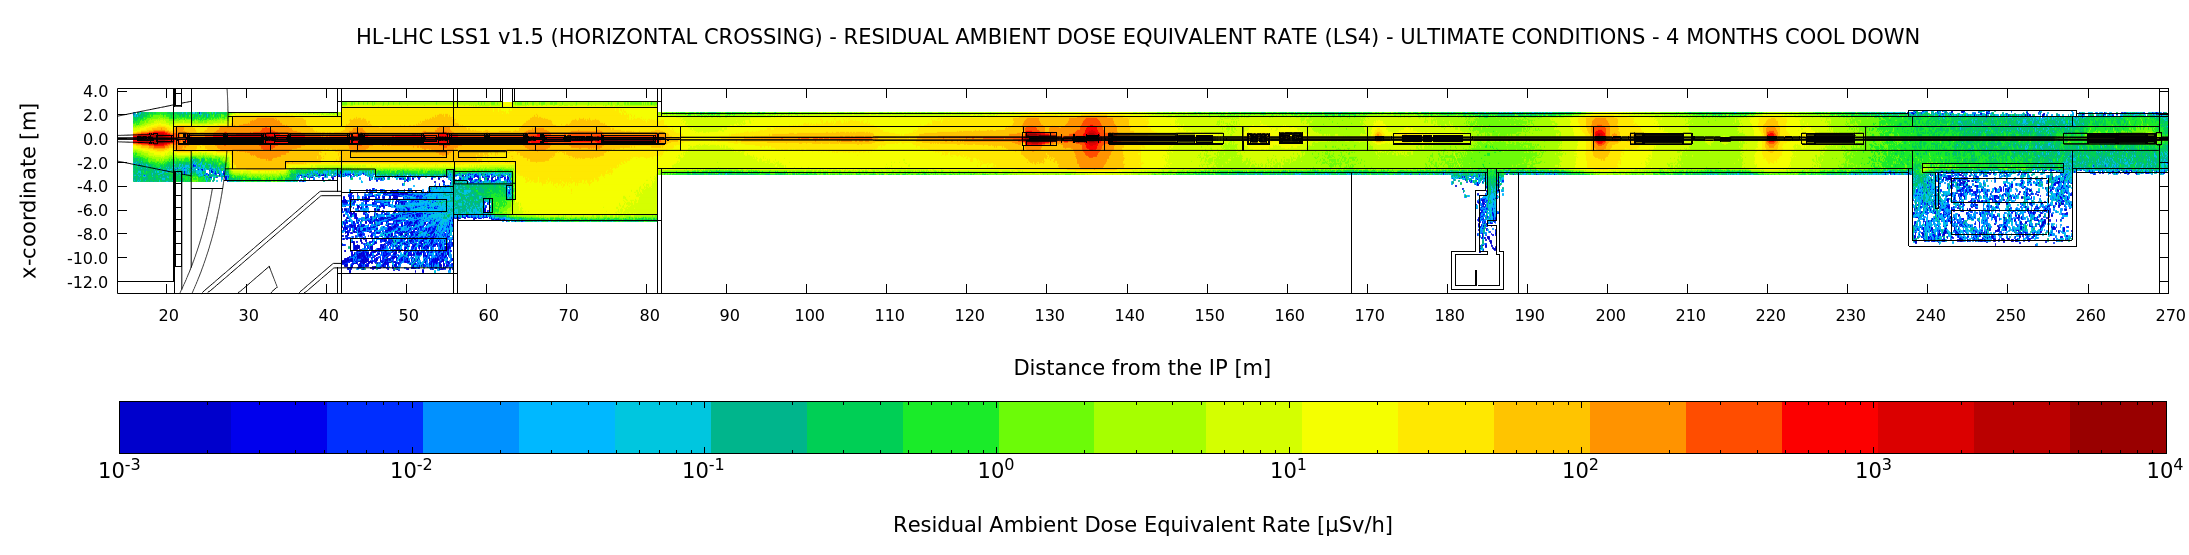 HL-LHC LSS1 v1.5 (HORIZONTAL CROSSING) - RESIDUAL AMBIENT DOSE EQUIVALENT RATE (LS4) - ULTIMATE CONDITIONS - 4 MONTHS COOL DOWN
x-coordinate [m]
4.0
2.0
0.0
-2.0
-4.0
-6.0
-8.0
-10.0
-12.0
20 30 40 50 60 70 80 90 100 110 120 130 140 150 160 170 180 190 200 210 220 230 240 250 260 270
Distance from the IP [m]
10⁻³ 10⁻² 10⁻¹ 10⁰ 10¹ 10² 10³ 10⁴
Residual Ambient Dose Equivalent Rate [μSv/h]